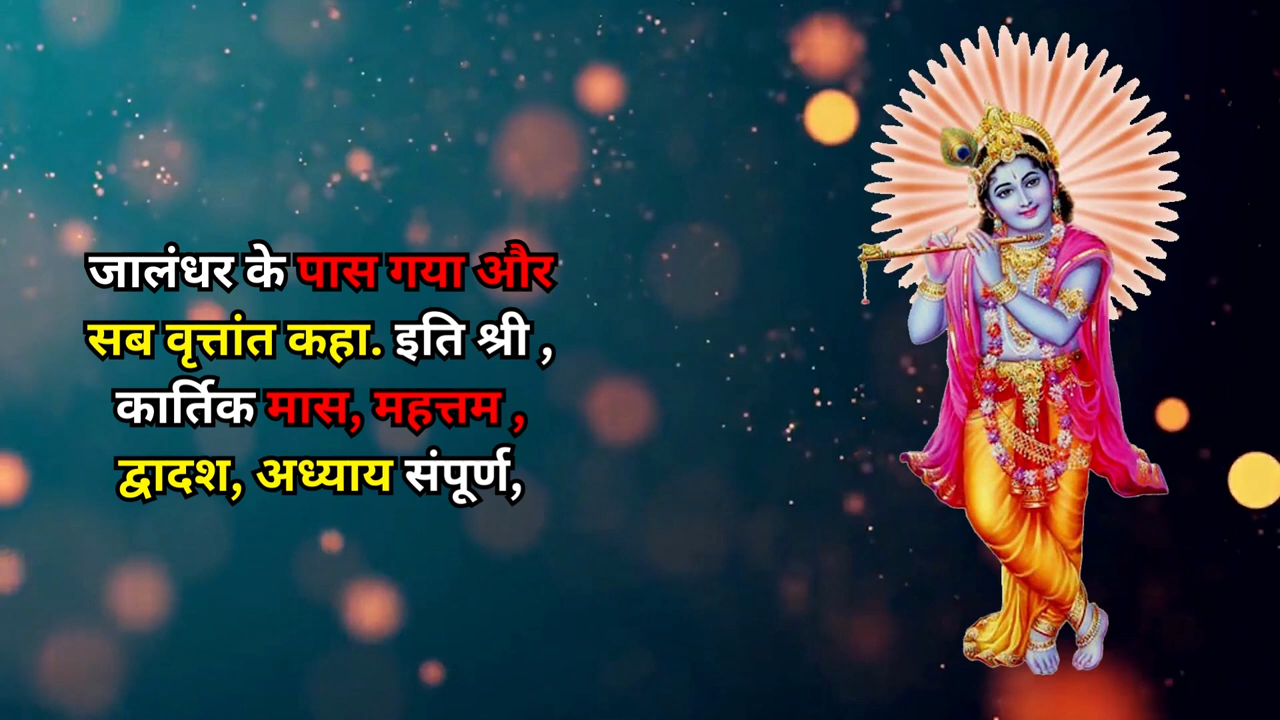 जालंधर के पास गया और
सब वृत्तांत कहा. इति श्री ,
कार्तिक मास, महत्तम ,
द्वादश, अध्याय संपूर्ण,